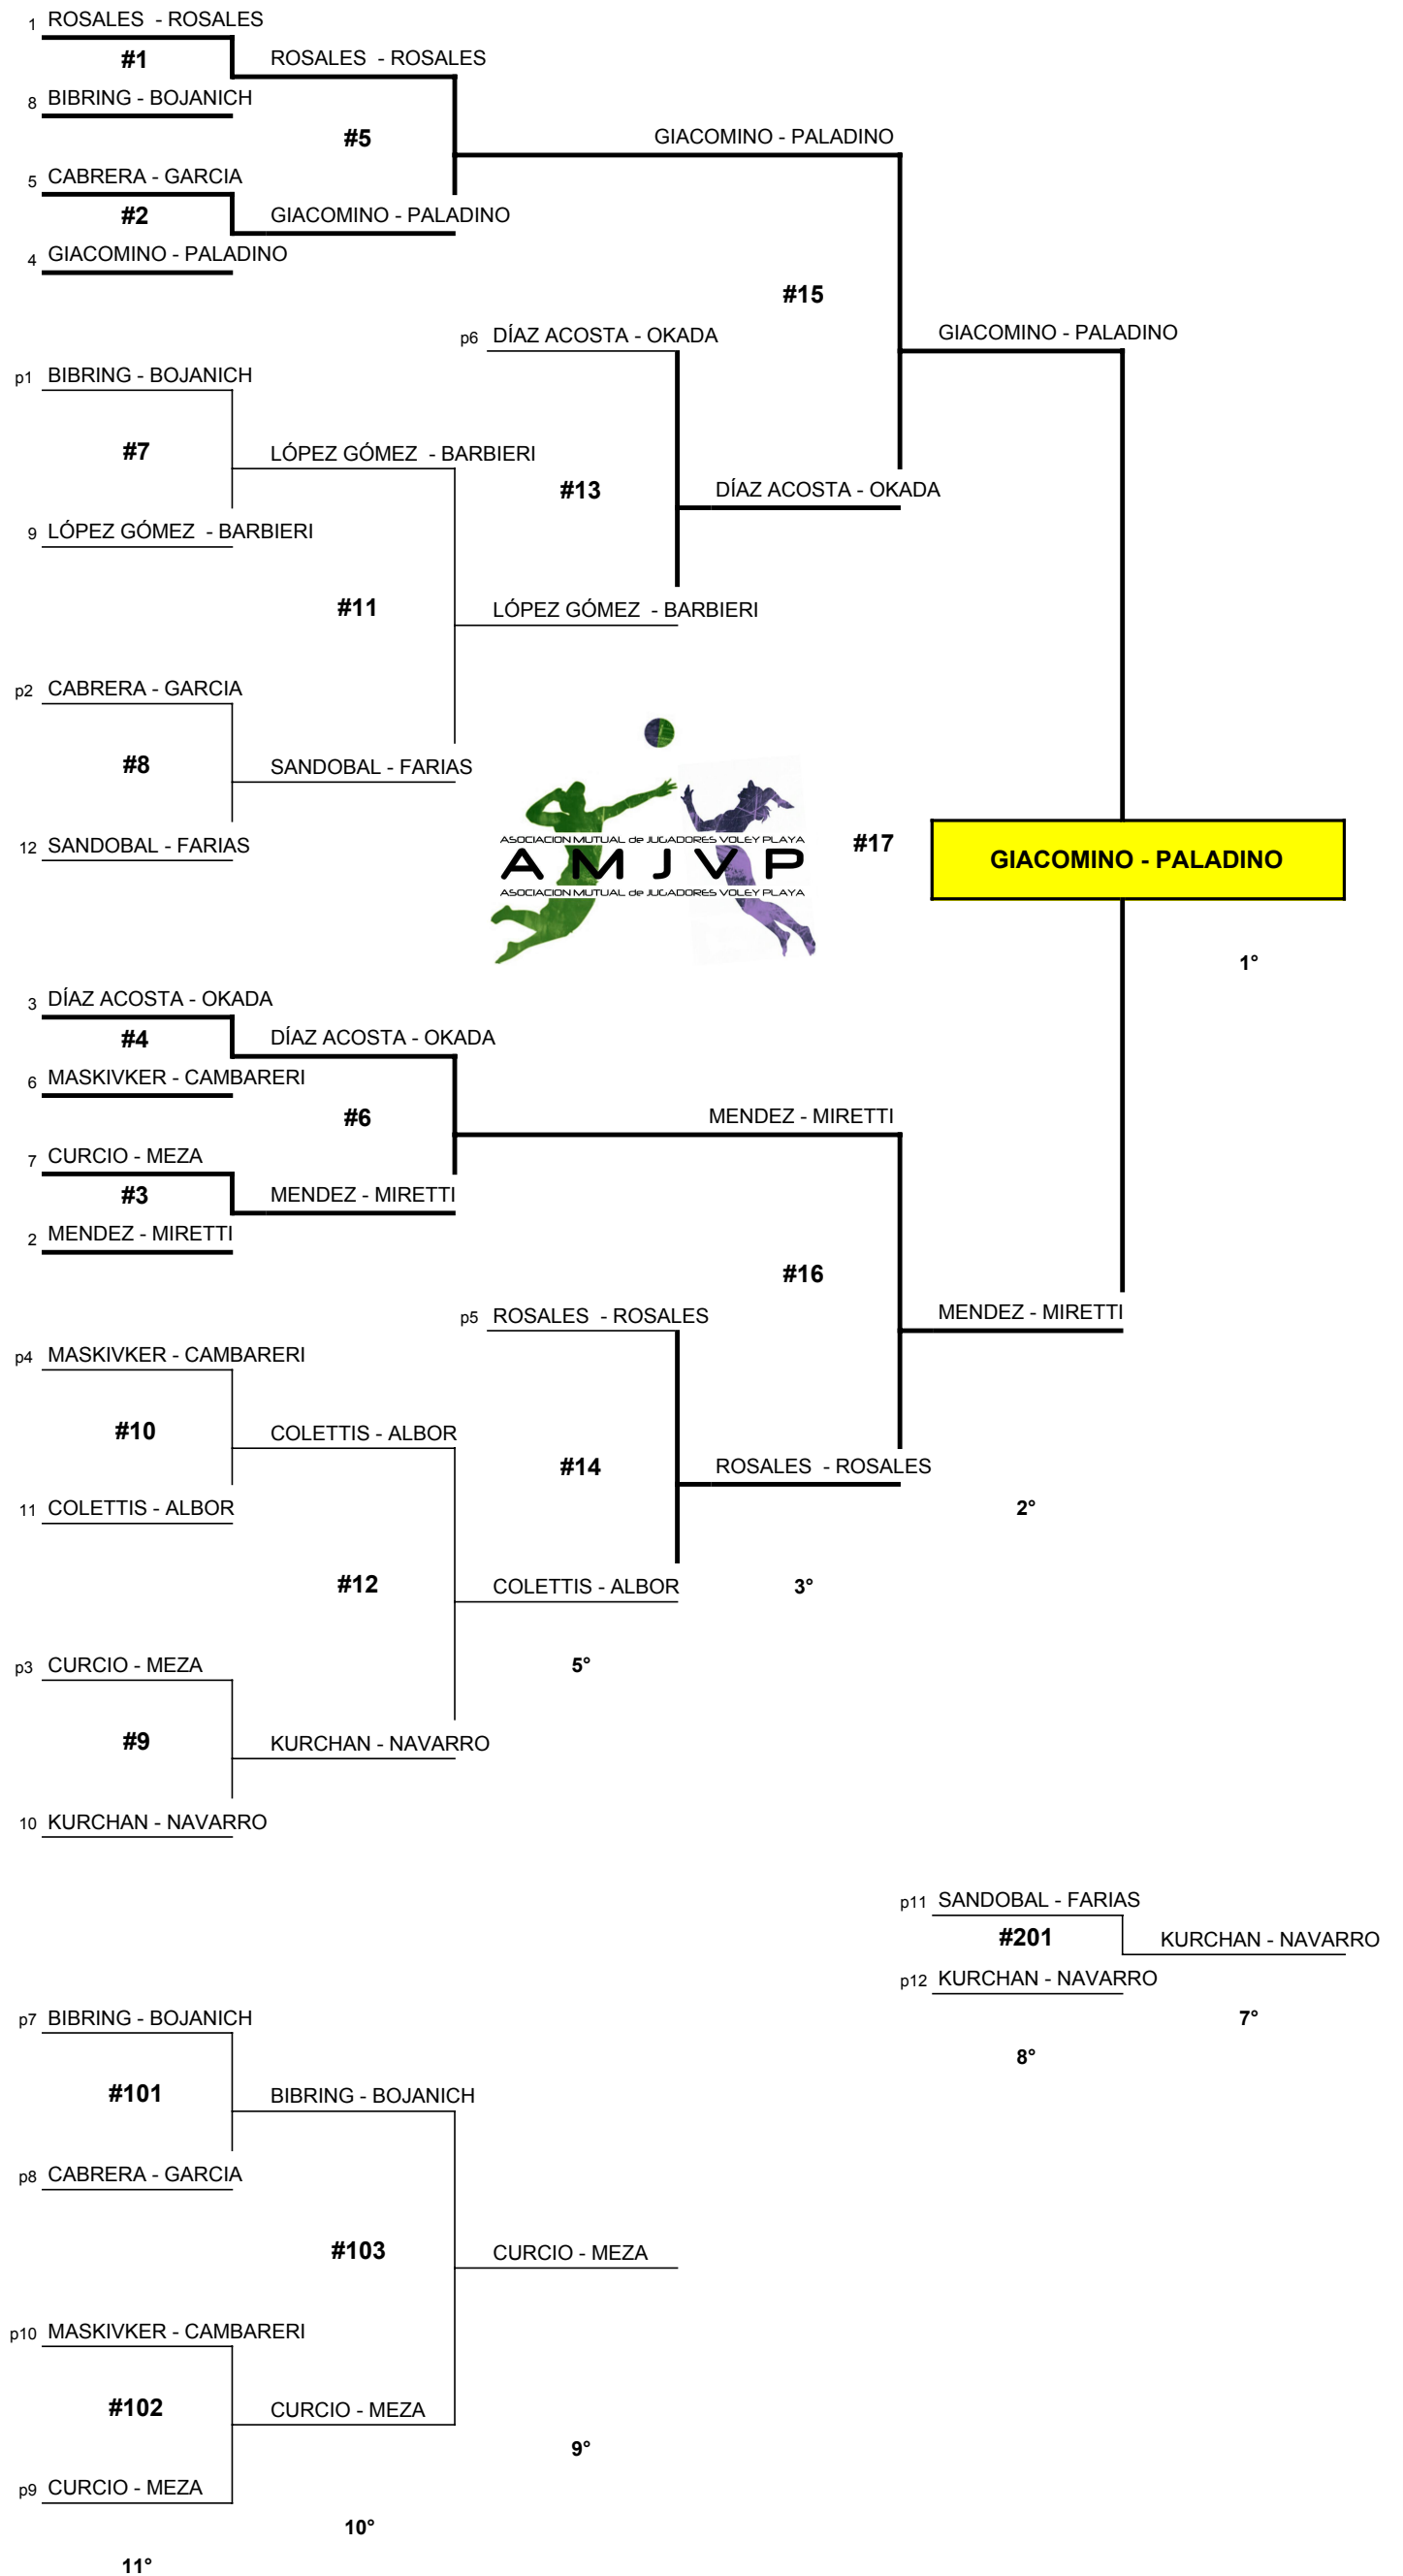 1 ROSALES - ROSALES
#1
ROSALES - ROSALES
8 BIBRING - BOJANICH
#5
GIACOMINO - PALADINO
5 CABRERA - GARCIA
#2
GIACOMINO - PALADINO
4 GIACOMINO - PALADINO
#15
p6 DÍAZ ACOSTA - OKADA
GIACOMINO - PALADINO
p1 BIBRING - BOJANICH
#7
LÓPEZ GÓMEZ - BARBIERI
#13
DÍAZ ACOSTA - OKADA
9 LÓPEZ GÓMEZ - BARBIERI
#11
LÓPEZ GÓMEZ - BARBIERI
p2 CABRERA - GARCIA
#8
SANDOBAL - FARIAS
12 SANDOBAL - FARIAS
ASOCIACION MUTUAL de JUGADORES VOLEY PLAYA
AMJVP
ASOCIACION MUTUAL de JUGADORES VOLEY PLAYA
#17
GIACOMINO - PALADINO
1°
3 DÍAZ ACOSTA - OKADA
#4
DÍAZ ACOSTA - OKADA
6 MASKIVKER - CAMBARERI
#6
MENDEZ - MIRETTI
7 CURCIO - MEZA
#3
MENDEZ - MIRETTI
2 MENDEZ - MIRETTI
#16
p5 ROSALES - ROSALES
MENDEZ - MIRETTI
p4 MASKIVKER - CAMBARERI
#10
COLETTIS - ALBOR
#14
ROSALES - ROSALES
11 COLETTIS - ALBOR
2°
#12
COLETTIS - ALBOR
3°
p3 CURCIO - MEZA
5°
#9
KURCHAN - NAVARRO
10 KURCHAN - NAVARRO
p11 SANDOBAL - FARIAS
#201
KURCHAN - NAVARRO
p12 KURCHAN - NAVARRO
7°
8°
p7 BIBRING - BOJANICH
#101
BIBRING - BOJANICH
p8 CABRERA - GARCIA
#103
CURCIO - MEZA
p10 MASKIVKER - CAMBARERI
#102
CURCIO - MEZA
9°
p9 CURCIO - MEZA
10°
11°